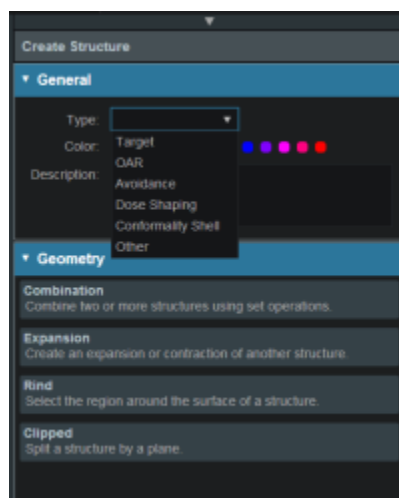 Create Structure
General
Type:
Target
Color:
OAR
Description:
Avoidance
Dose Shaping
Conformality Shell
Other
Geometry
Combination
Combine two or more structures using set operations.
Expansion
Create an expansion or contraction of another structure.
Rind
Select the region around the surface of a structure.
Clipped
Split a structure by a plane.